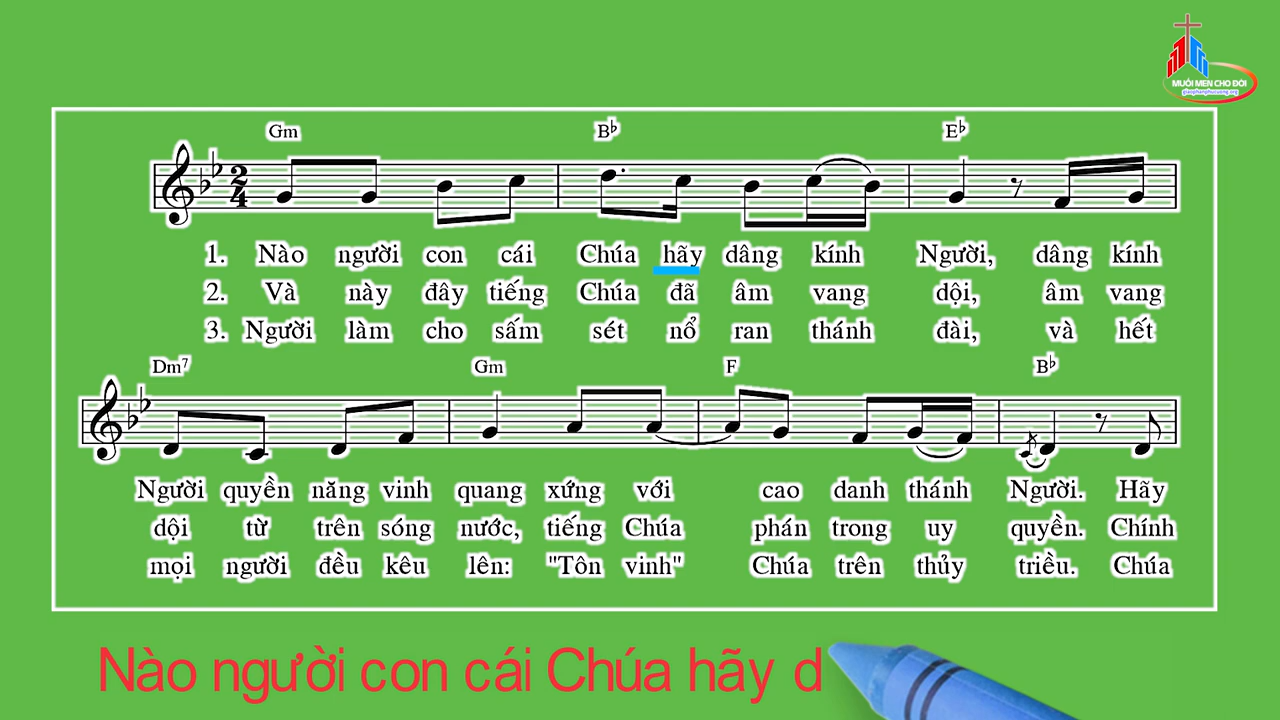 MUỐI MEN CHO ĐỜI
giaophanphucuong.org
Gm B♭ E♭
2
4
1. Nào người con cái Chúa hãy dâng kính Người, dâng kính
2. Và này đây tiếng Chúa đã âm vang dội, âm vang
3. Người làm cho sấm sét nổ ran thánh đài, và hết
Dm7 Gm F B♭
Người quyền năng vinh quang xứng với cao danh thánh Người. Hãy
dội từ trên sóng nước, tiếng Chúa phán trong uy quyền. Chính
mọi người đều kêu lên: "Tôn vinh" Chúa trên thủy triều. Chúa
Nào người con cái Chúa hãy d